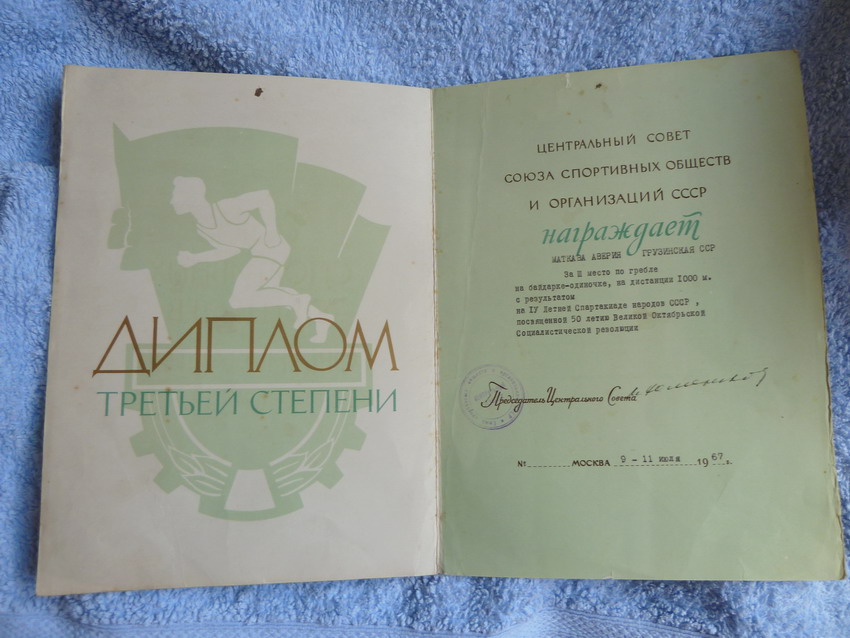 ДИПЛОМ
ТРЕТЬЕЙ СТЕПЕНИ
ЦЕНТРАЛЬНЫЙ СОВЕТ
СОЮЗА СПОРТИВНЫХ ОБЩЕСТВ
И ОРГАНИЗАЦИЙ СССР
награждает
МАТКАВА АВЕРИЯ ГРУЗИНСКАЯ ССР
За II место по гребле
на байдарке-одиночке, на дистанции 1000 м.
с результатом
на IУ Летней Спартакиаде народов СССР ,
посвященной 50 летию Великой Октябрьской
Социалистической революции
Председатель Центрального Совета
№ МОСКВА 9 - 11 июля 1967 г.